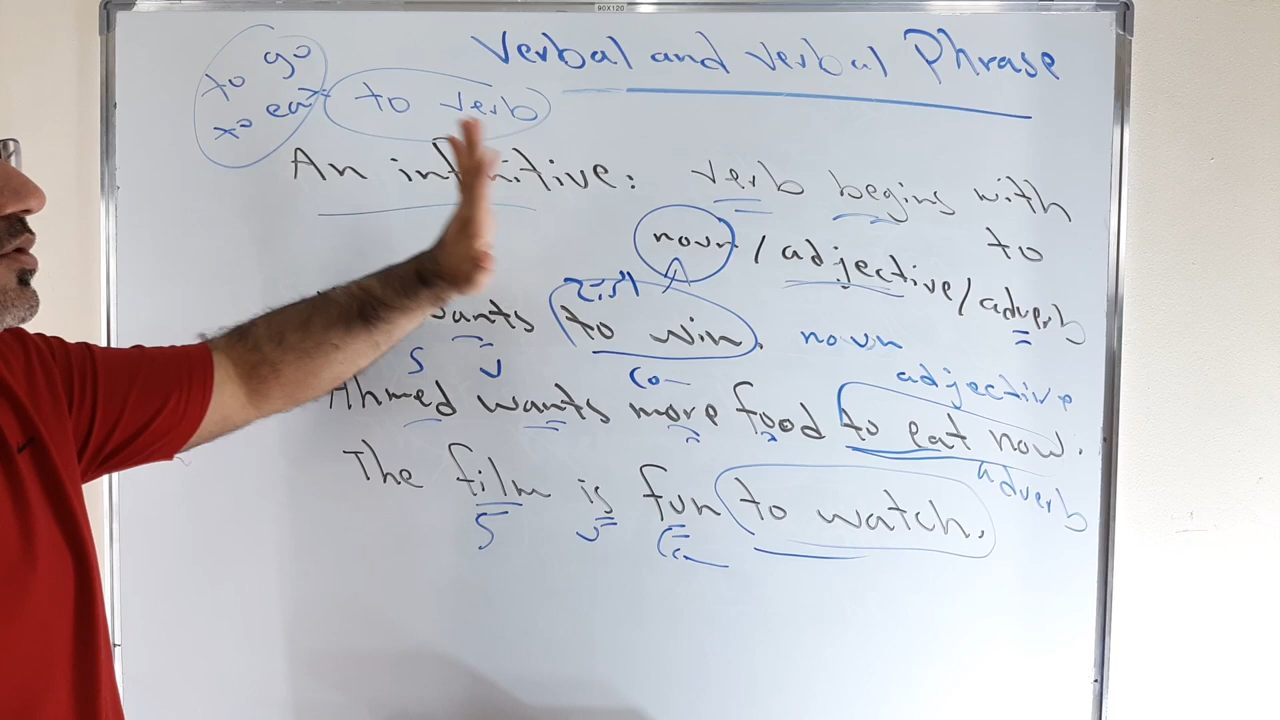 90X120
Verbal and Verbal Phrase
to go
to eat
to verb
An infinitive: verb begins with
to
noun / adjective / adverb
wants to win. noun
S V Co
adjective
Ahmed wants more food to eat now.
adverb
The film is fun to watch.
S V C